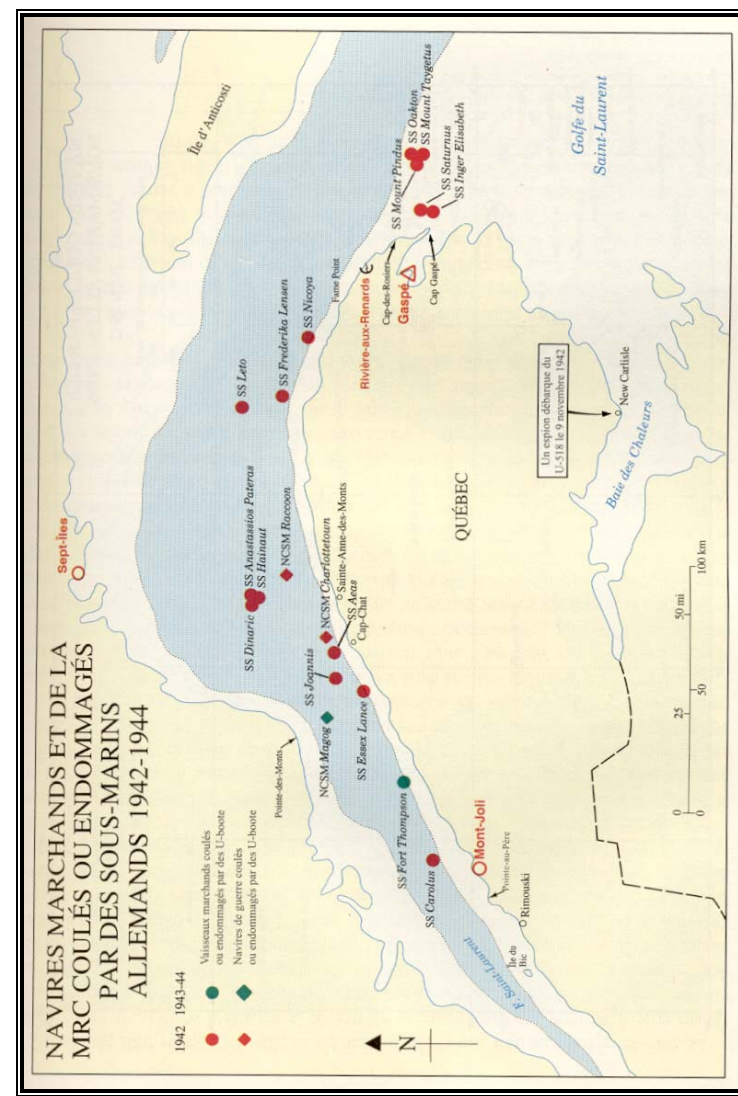 NAVIRES MARCHANDS ET DE LA
MRC COULÉS OU ENDOMMAGÉS
PAR DES SOUS-MARINS
ALLEMANDS 1942-1944
1942 1943-44
Vaisseaux marchands coulés
ou endommagés par des U-boote
Navires de guerre coulés
ou endommagés par des U-boote
N
Sept-Îles
Île d'Anticosti
Pointe-des-Monts
SS Dinaric
SS Anastassios Pateras
SS Hainaut
SS Leto
SS Frederika Lensen
SS Nicoya
NCSM Raccoon
NCSM Charlottetown
Sainte-Anne-des-Monts
SS Aeas
Cap-Chat
SS Joannis
NCSM Magog
SS Essex Lance
SS Fort Thompson
SS Carolus
Fame Point
SS Mount Pindus
SS Oakton
SS Mount Taygetus
SS Saturnus
SS Inger Elisabeth
Rivière-aux-Renards
Cap-des-Rosiers
Gaspé
Cap Gaspé
Golfe du
Saint-Laurent
Mont-Joli
Pointe-au-Père
Rimouski
Île du
Bic
F. Saint-Laurent
QUÉBEC
Un espion débarque du
U-518 le 9 novembre 1942
New Carlisle
Baie des Chaleurs
0 25 50 mi
0 50 100 km